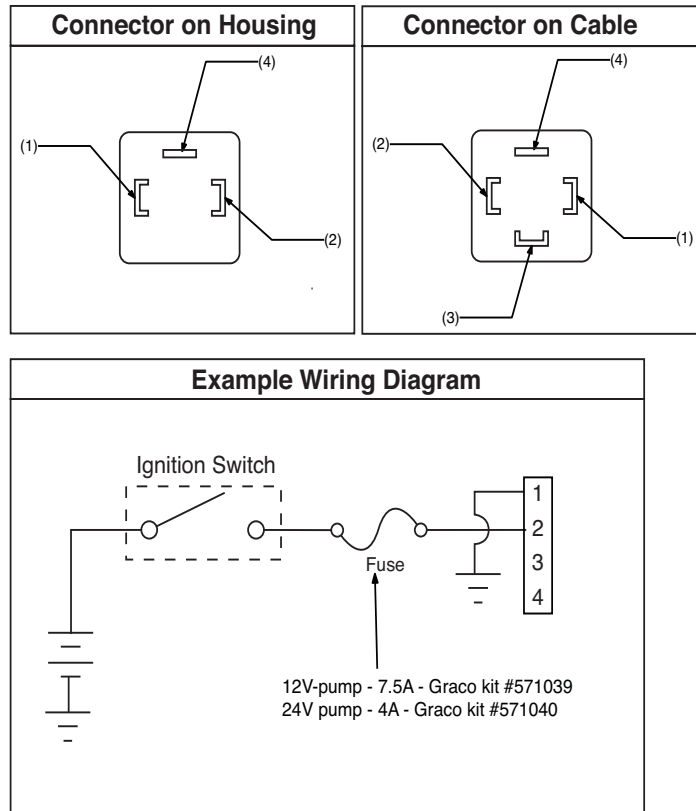 Connector on Housing
(4)
(1)
(2)
Connector on Cable
(4)
(2)
(1)
(3)
Example Wiring Diagram
Ignition Switch
1
2
3
4
Fuse
12V-pump - 7.5A - Graco kit #571039
24V pump - 4A - Graco kit #571040